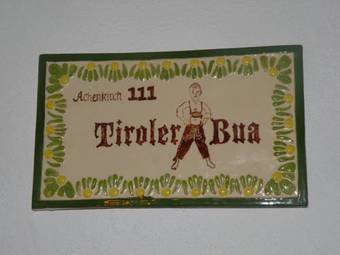 Achenkirch 111
Tiroler Bua